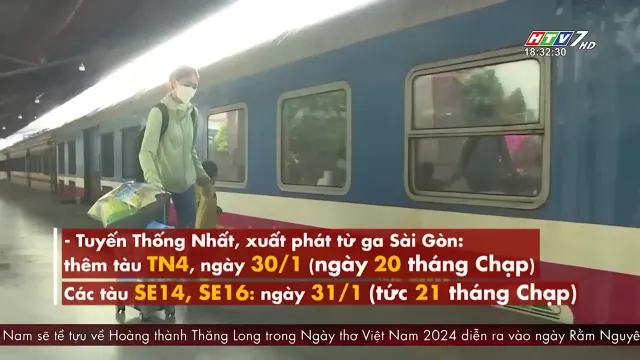 HTV7 HD
18:32:30
- Tuyến Thống Nhất, xuất phát từ ga Sài Gòn:
thêm tàu TN4, ngày 30/1 (ngày 20 tháng Chạp)
Các tàu SE14, SE16: ngày 31/1 (tức 21 tháng Chạp)
Nam sẽ tề tựu về Hoàng thành Thăng Long trong Ngày thơ Việt Nam 2024 diễn ra vào ngày Rằm Nguyê